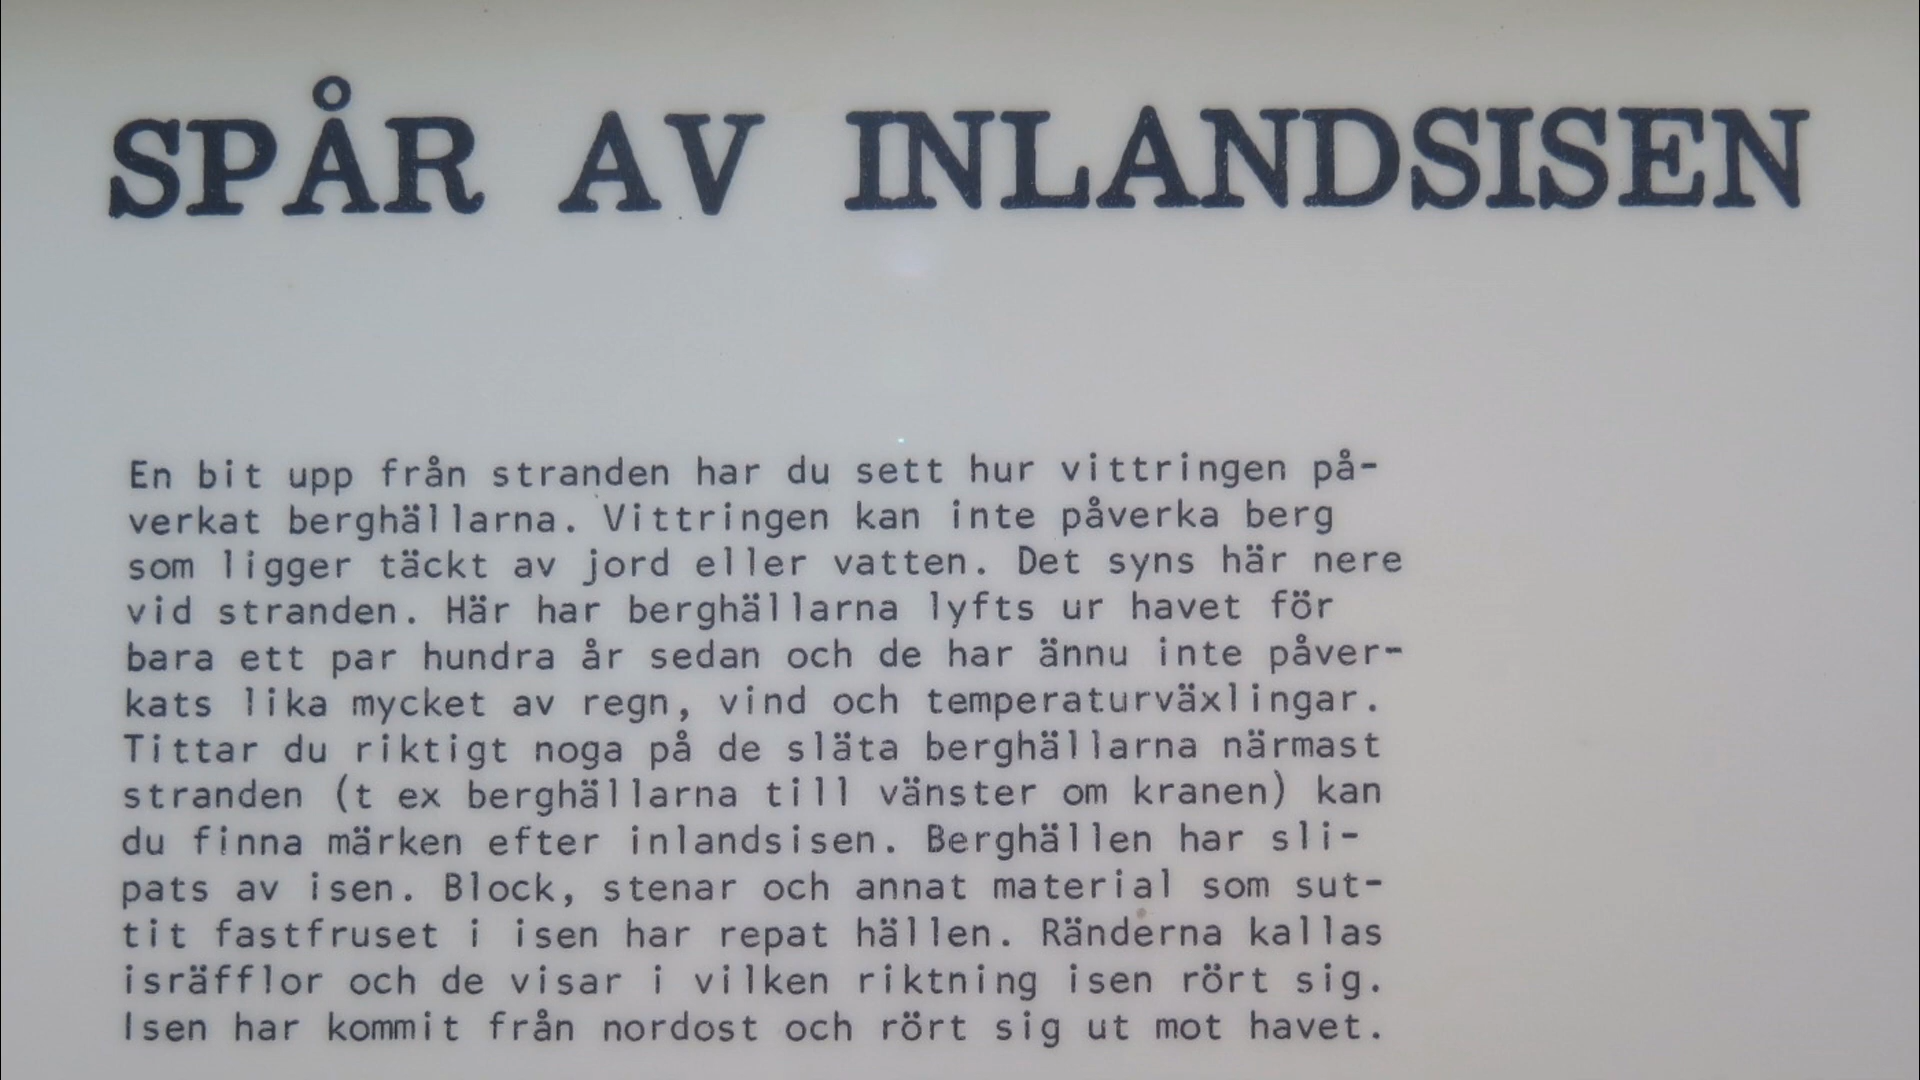 SPÅR AV INLANDSISEN
En bit upp från stranden har du sett hur vittringen på-
verkat berghällarna. Vittringen kan inte påverka berg
som ligger täckt av jord eller vatten. Det syns här nere
vid stranden. Här har berghällarna lyfts ur havet för
bara ett par hundra år sedan och de har ännu inte påver-
kats lika mycket av regn, vind och temperaturväxlingar.
Tittar du riktigt noga på de släta berghällarna närmast
stranden (t ex berghällarna till vänster om kranen) kan
du finna märken efter inlandsisen. Berghällen har sli-
pats av isen. Block, stenar och annat material som sut-
tit fastfruset i isen har repat hällen. Ränderna kallas
isräfflor och de visar i vilken riktning isen rört sig.
Isen har kommit från nordost och rört sig ut mot havet.